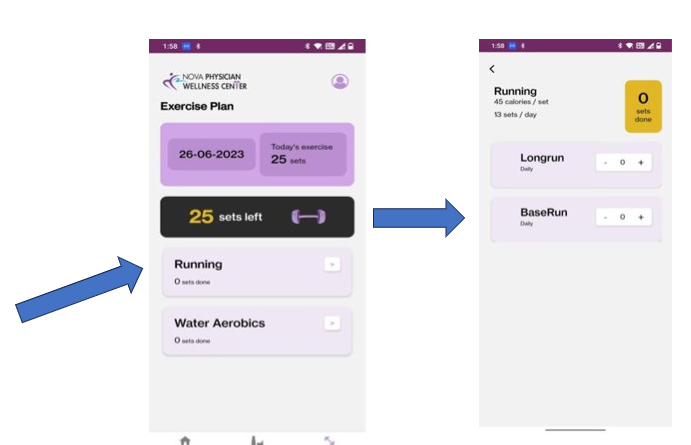 1:58
NOVA PHYSICIAN
WELLNESS CENTER
Exercise Plan
26-06-2023
Today's exercise
25 sets
25 sets left
Running
>
0 sets done
Water Aerobics
>
0 sets done
1:58
<
Running
45 calories / set
13 sets / day
0
sets
done
Longrun
Daily
- 0 +
BaseRun
Daily
- 0 +